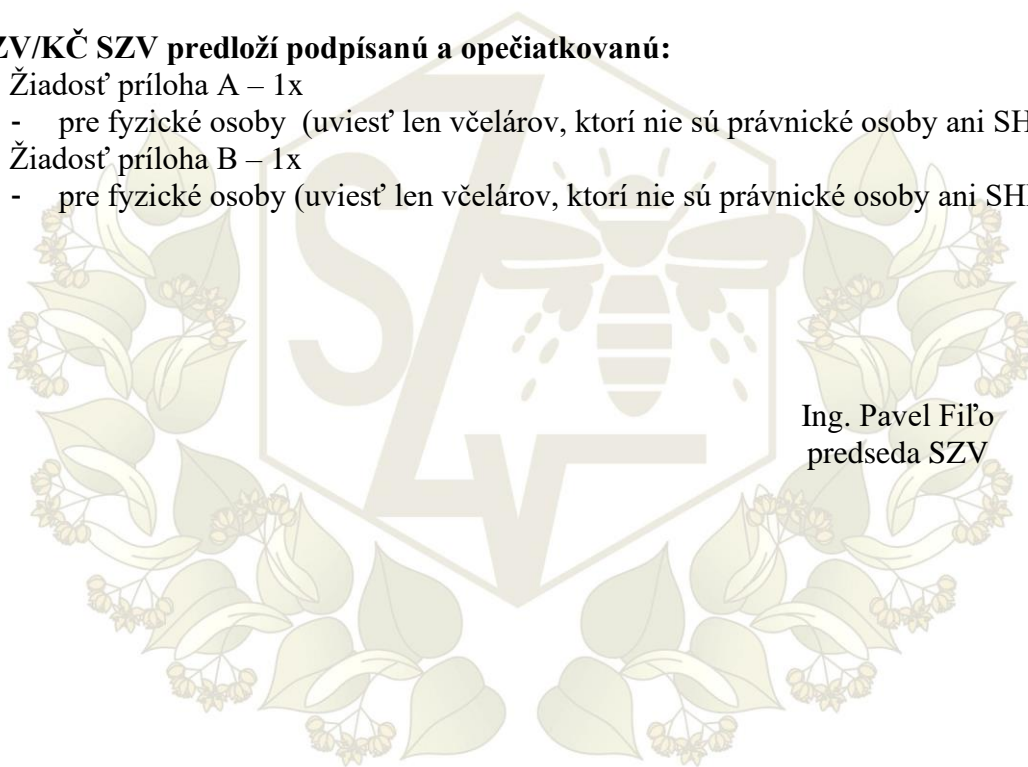 ZV/KČ SZV predloží podpísanú a opečiatkovanú:
Žiadosť príloha A – 1x
- pre fyzické osoby (uviesť len včelárov, ktorí nie sú právnické osoby ani SH
Žiadosť príloha B – 1x
- pre fyzické osoby (uviesť len včelárov, ktorí nie sú právnické osoby ani SH
SZV
Ing. Pavel Fiľo
predseda SZV